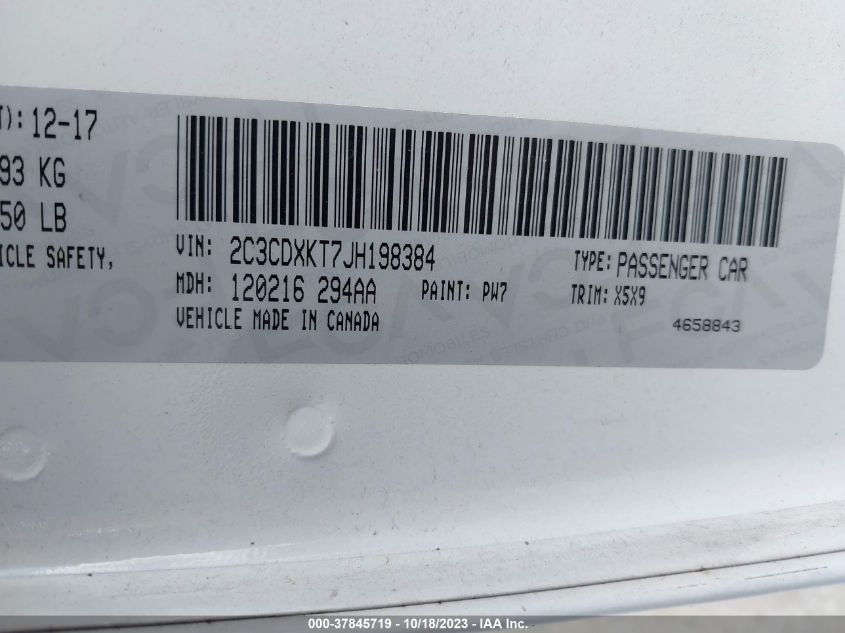 T): 12-17
93 KG
50 LB
ICLE SAFETY,
VIN: 2C3CDXKT7JH198384 TYPE: PASSENGER CAR
MDH: 120216 294AA PAINT: PW7 TRIM: X5X9
VEHICLE MADE IN CANADA 4658843
000-37845719 - 10/18/2023 - IAA Inc.